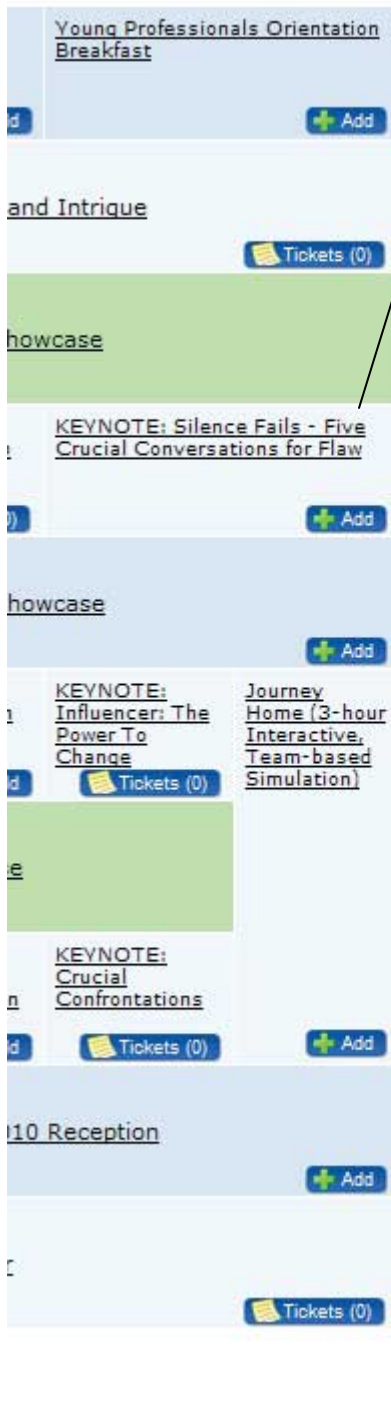 Young Professionals Orientation
Breakfast
d
Add
and Intrigue
Tickets (0)
howcase
KEYNOTE: Silence Fails - Five
Crucial Conversations for Flaw
)
Add
howcase
Add
KEYNOTE:
Influencer: The
Power To
Change
Tickets (0)
Journey
Home (3-hour
Interactive,
Team-based
Simulation)
d
e
KEYNOTE:
Crucial
Confrontations
n
d
Tickets (0)
Add
10 Reception
Add
r
Tickets (0)